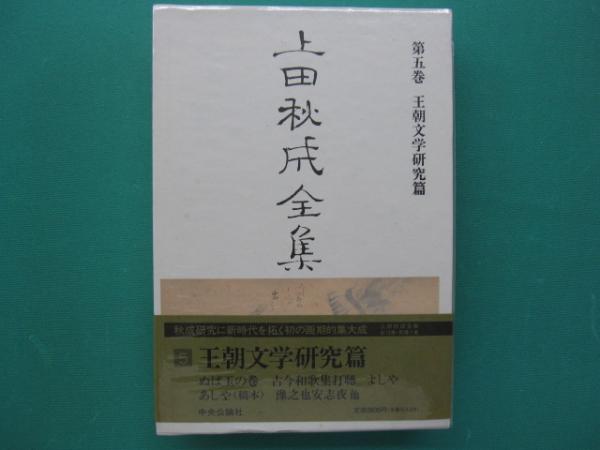 第五巻 王朝文学研究篇
上田秋成全集
秋成研究に新時代を拓く初の画期的集大成
5 王朝文学研究篇
ぬば玉の巻 古今和歌集打聴 よしや
あしや〈稿本〉 豫之也安志夜 他
中央公論社